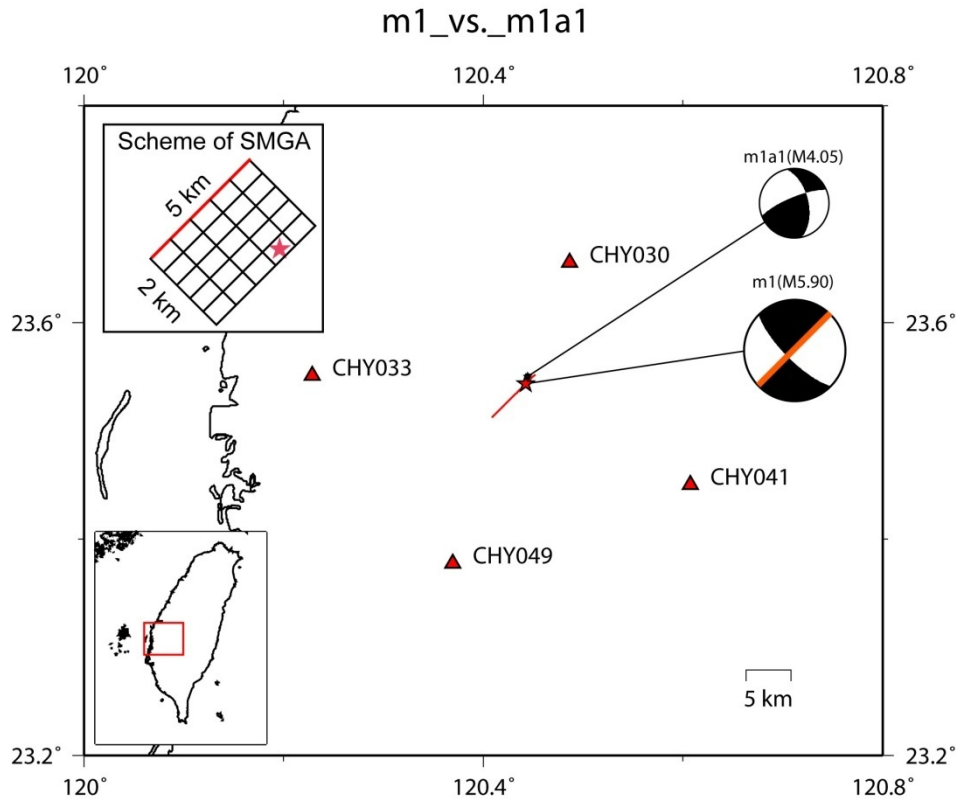 m1_vs._m1a1
120° 120.4° 120.8°
Scheme of SMGA
5 km
2 km
m1a1(M4.05)
CHY030
m1(M5.90)
23.6° 23.6°
CHY033
CHY041
CHY049
5 km
23.2° 23.2°
120° 120.4° 120.8°